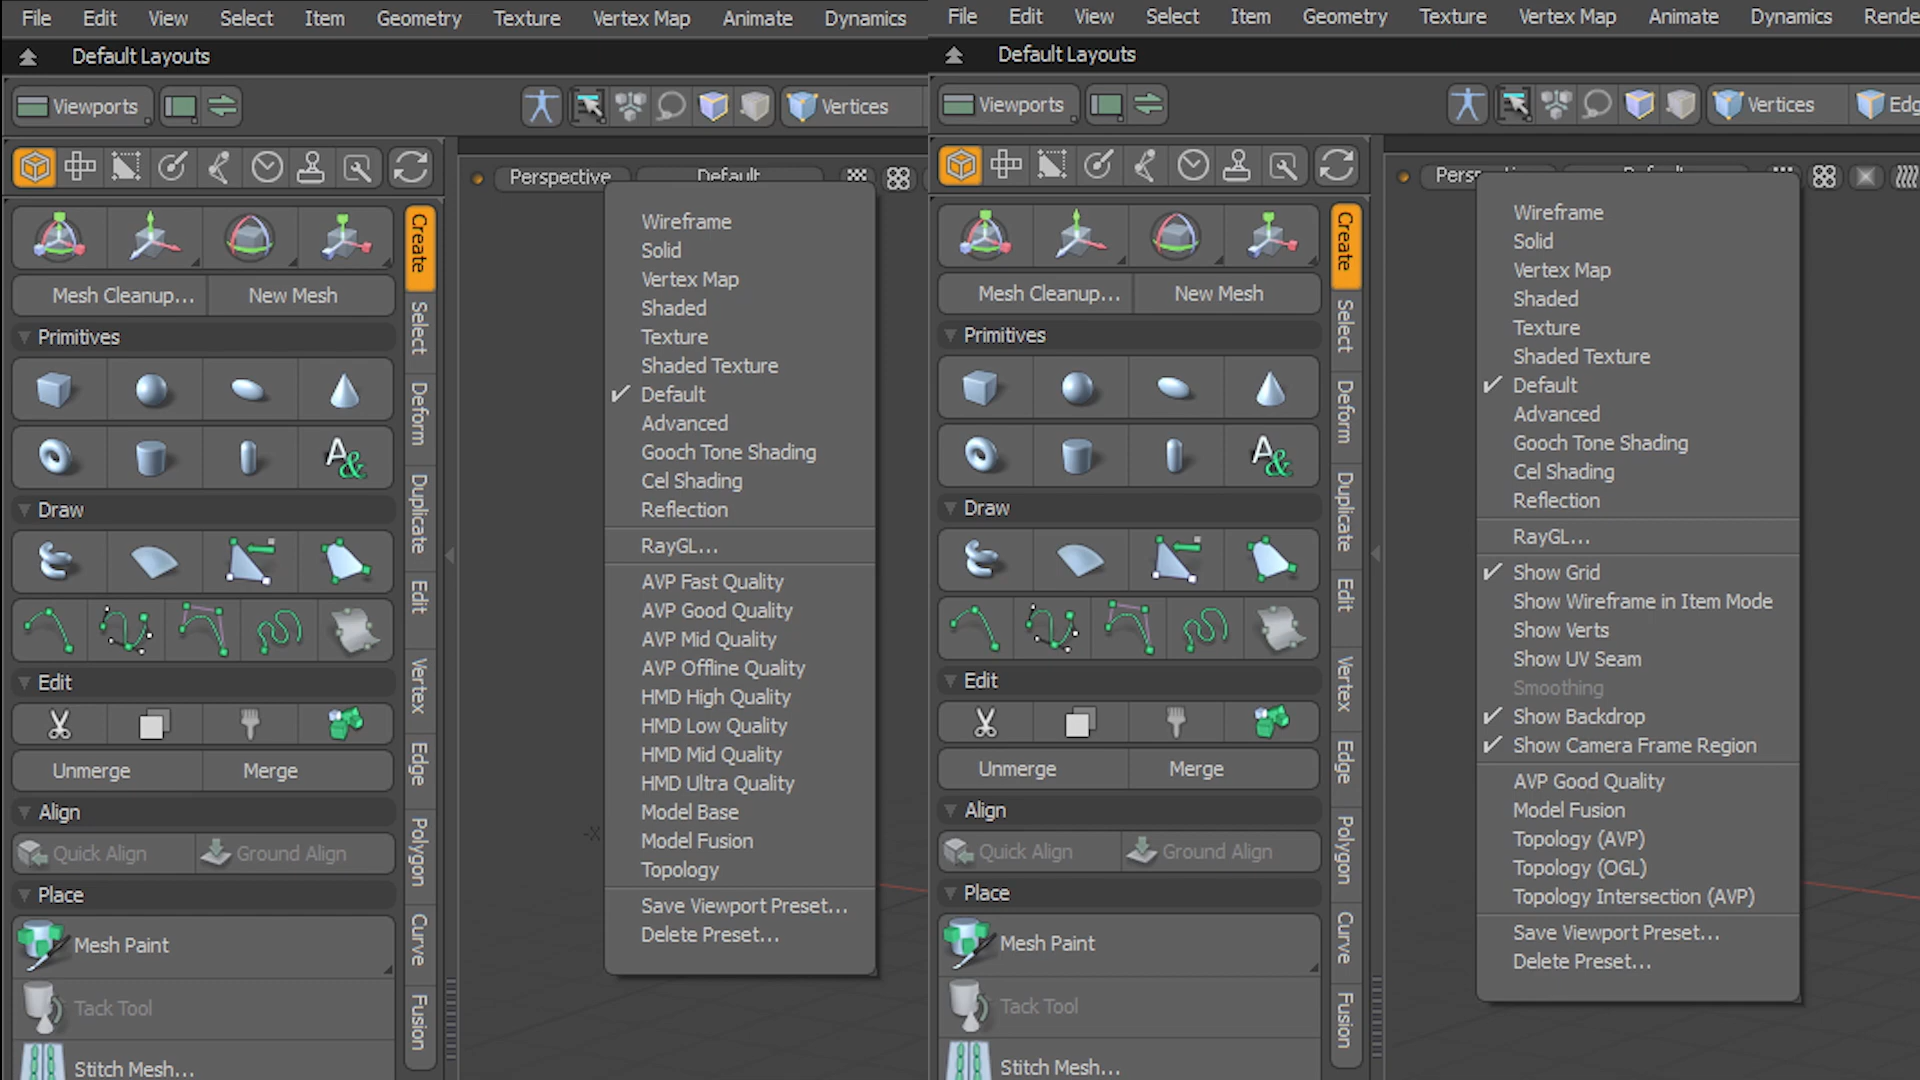 File Edit View Select Item Geometry Texture Vertex Map Animate Dynamics
Default Layouts
Viewports Vertices
Perspective Default
Mesh Cleanup... New Mesh
Primitives
A&
Draw
Edit
Unmerge Merge
Align
Quick Align Ground Align
Place
Mesh Paint
Tack Tool
Stitch Mesh...
Create
Select
Deform
Duplicate
Edit
Vertex
Edge
Polygon
Curve
Fusion
Wireframe
Solid
Vertex Map
Shaded
Texture
Shaded Texture
Default
Advanced
Gooch Tone Shading
Cel Shading
Reflection
RayGL...
AVP Fast Quality
AVP Good Quality
AVP Mid Quality
AVP Offline Quality
HMD High Quality
HMD Low Quality
HMD Mid Quality
HMD Ultra Quality
Model Base
Model Fusion
Topology
Save Viewport Preset...
Delete Preset...
-X
File Edit View Select Item Geometry Texture Vertex Map Animate Dynamics Rende
Default Layouts
Viewports Vertices Edg
Mesh Cleanup... New Mesh
Primitives
A&
Draw
Edit
Unmerge Merge
Align
Quick Align Ground Align
Place
Mesh Paint
Tack Tool
Stitch Mesh...
Create
Select
Deform
Duplicate
Edit
Vertex
Edge
Polygon
Curve
Fusion
Wireframe
Solid
Vertex Map
Shaded
Texture
Shaded Texture
Default
Advanced
Gooch Tone Shading
Cel Shading
Reflection
RayGL...
Show Grid
Show Wireframe in Item Mode
Show Verts
Show UV Seam
Smoothing
Show Backdrop
Show Camera Frame Region
AVP Good Quality
Model Fusion
Topology (AVP)
Topology (OGL)
Topology Intersection (AVP)
Save Viewport Preset...
Delete Preset...